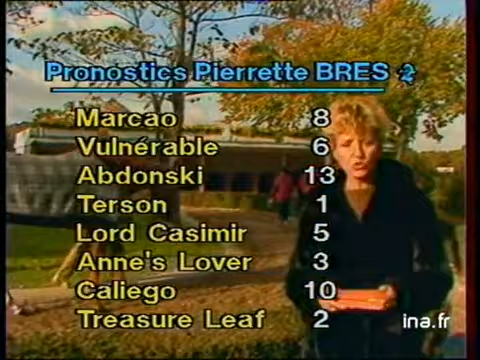 Pronostics Pierrette BRES
Marcao 8
Vulnérable 6
Abdonski 13
Terson 1
Lord Casimir 5
Anne's Lover 3
Caliego 10
Treasure Leaf 2
ina.fr